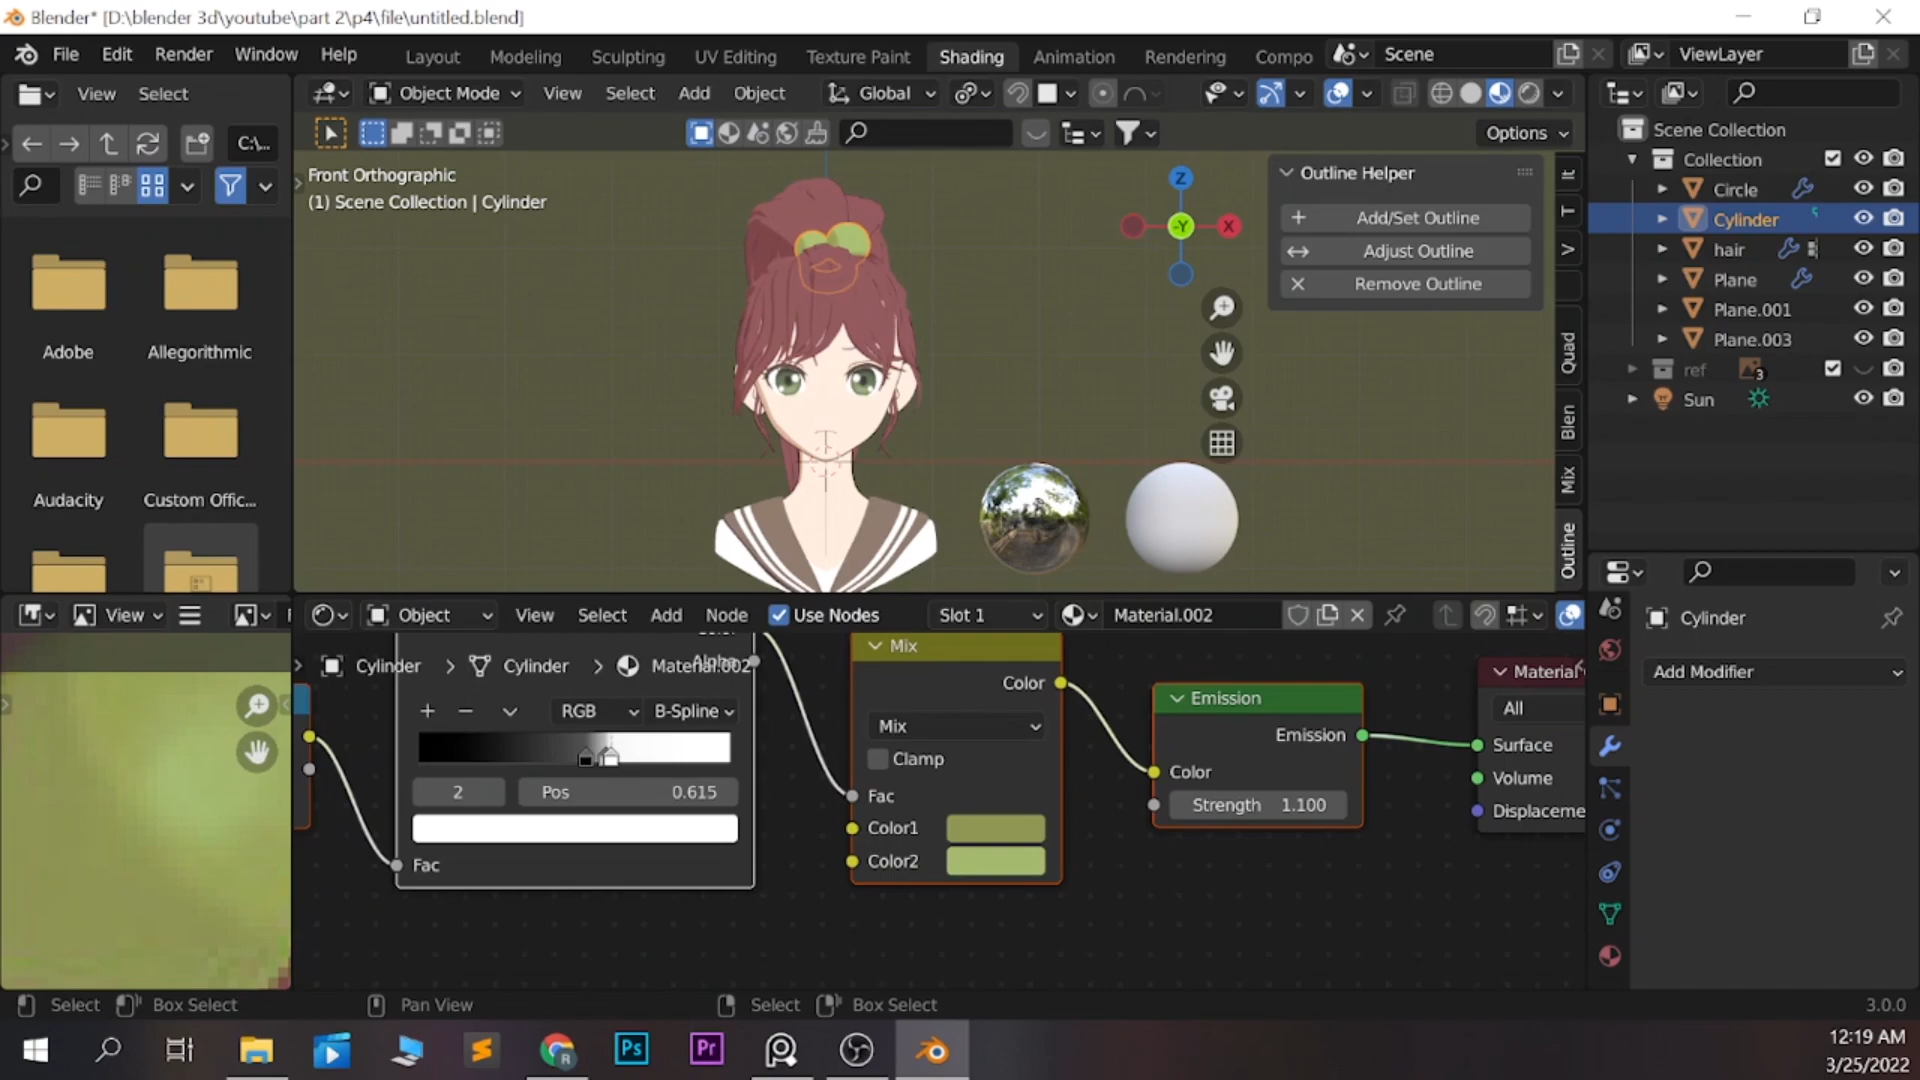 Blender* [D:\blender 3d\youtube\part 2\p4\file\untitled.blend]
File Edit Render Window Help Layout Modeling Sculpting UV Editing Texture Paint Shading Animation Rendering Compo Scene ViewLayer
View Select Object Mode View Select Add Object Global
C:\... Options
Scene Collection
Collection
Circle
Cylinder
hair
Plane
Plane.001
Plane.003
ref 3
Sun
Front Orthographic
(1) Scene Collection | Cylinder
Z
-Y X
Outline Helper
Add/Set Outline
Adjust Outline
Remove Outline
It
T
V
Quad
Blen
Mix
Outline
Adobe Allegorithmic
Audacity Custom Offic...
View Object View Select Add Node Use Nodes Slot 1 Material.002
Cylinder > Cylinder > Material.002
Alpha
RGB B-Spline
2 Pos 0.615
Fac
Mix
Color
Mix
Clamp
Fac
Color1
Color2
Emission
Emission
Color
Strength 1.100
Material
All
Surface
Volume
Displaceme
Cylinder
Add Modifier
Select Box Select Pan View Select Box Select 3.0.0
R Ps Pr
12:19 AM
3/25/2022